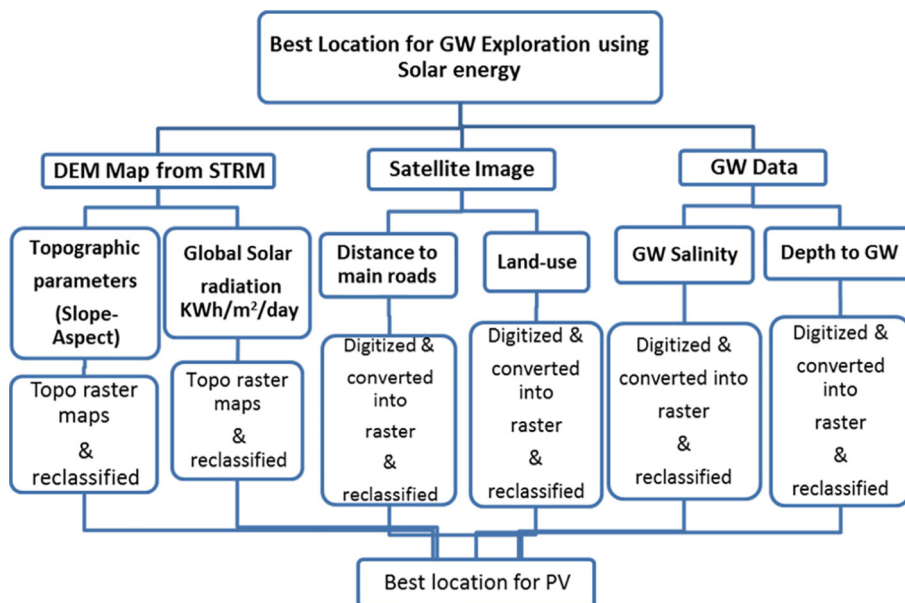 Best Location for GW Exploration using
Solar energy
DEM Map from STRM
Satellite Image
GW Data
Topographic
parameters
(Slope-
Aspect)
Global Solar
radiation
KWh/m²/day
Distance to
main roads
Land-use
GW Salinity
Depth to GW
Topo raster
maps
&
reclassified
Topo raster
maps
&
reclassified
Digitized &
converted
into
raster
&
reclassified
Digitized &
converted
into
raster
&
reclassified
Digitized &
converted into
raster
&
reclassified
Digitized &
converted into
raster
&
reclassified
Best location for PV